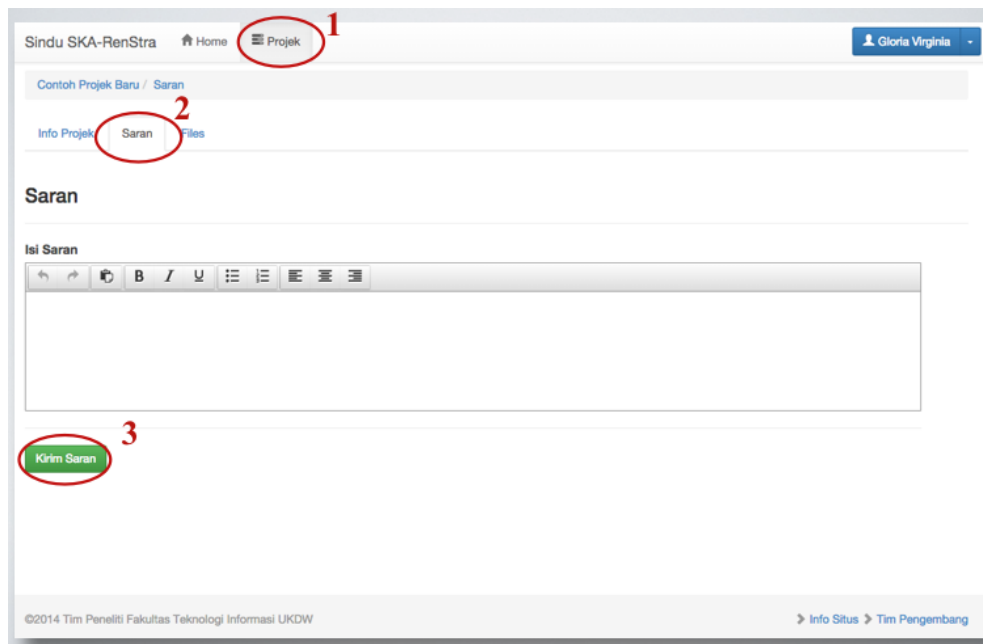 Sindu SKA-RenStra Home Projek 1 Gloria Virginia
Contoh Projek Baru / Saran
2
Info Projek Saran Files
Saran
Isi Saran
B I U
3
Kirim Saran
©2014 Tim Peneliti Fakultas Teknologi Informasi UKDW Info Situs Tim Pengembang